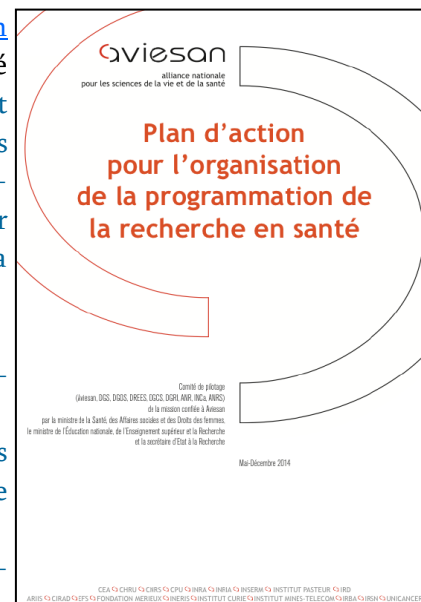 n
é
t
s
-
r
a
-
s
e
-
aviesan
alliance nationale
pour les sciences de la vie et de la santé
Plan d'action
pour l'organisation
de la programmation de
la recherche en santé
Comité de pilotage
(Aviesan, DGS, DGOS, DREES, DGCS, DGRI, ANR, INCa, ANRS)
de la mission confiée à Aviesan
par la ministre de la Santé, des Affaires sociales et des Droits des femmes,
le ministre de l'Éducation nationale, de l'Enseignement supérieur et la Recherche
et la secrétaire d'Etat à la Recherche
Mai-Décembre 2014
CEA CHRU CNRS CPU INRA INRIA INSERM INSTITUT PASTEUR IRD
ARIIS CIRAD EFS FONDATION MERIEUX INERIS INSTITUT CURIE INSTITUT MINES-TELECOM IRBA IRSN UNICANCER